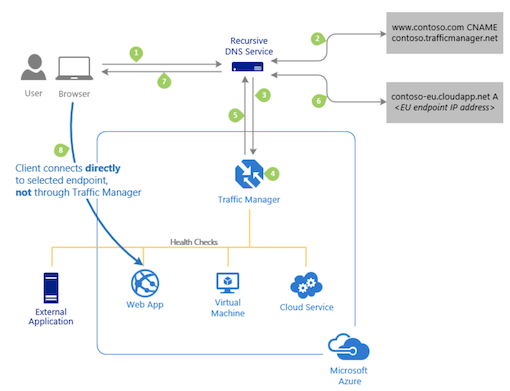 www.contoso.com CNAME
contoso.trafficmanager.net
Recursive
DNS Service
1
2
7
3
5
6
User
Browser
contoso-eu.cloudapp.net A
<EU endpoint IP address>
8
Client connects directly
to selected endpoint,
not through Traffic Manager
4
Traffic Manager
Health Checks
External
Application
Web App
Virtual
Machine
Cloud Service
Microsoft
Azure